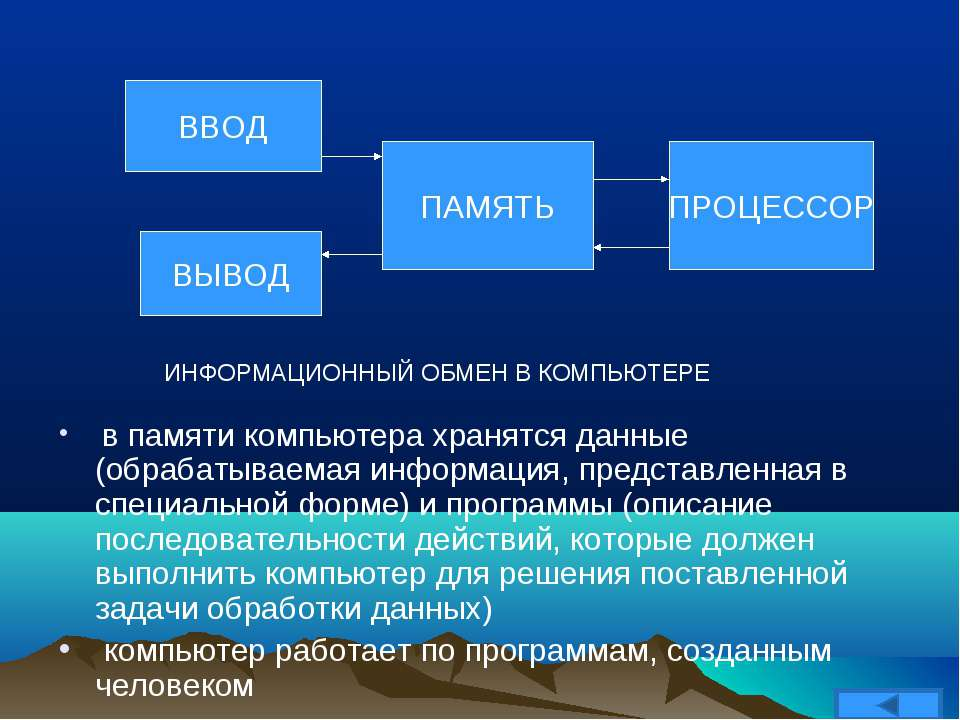 ВВОД
ПАМЯТЬ
ПРОЦЕССОР
ВЫВОД
ИНФОРМАЦИОННЫЙ ОБМЕН В КОМПЬЮТЕРЕ
• в памяти компьютера хранятся данные
(обрабатываемая информация, представленная в
специальной форме) и программы (описание
последовательности действий, которые должен
выполнить компьютер для решения поставленной
задачи обработки данных)
• компьютер работает по программам, созданным
человеком